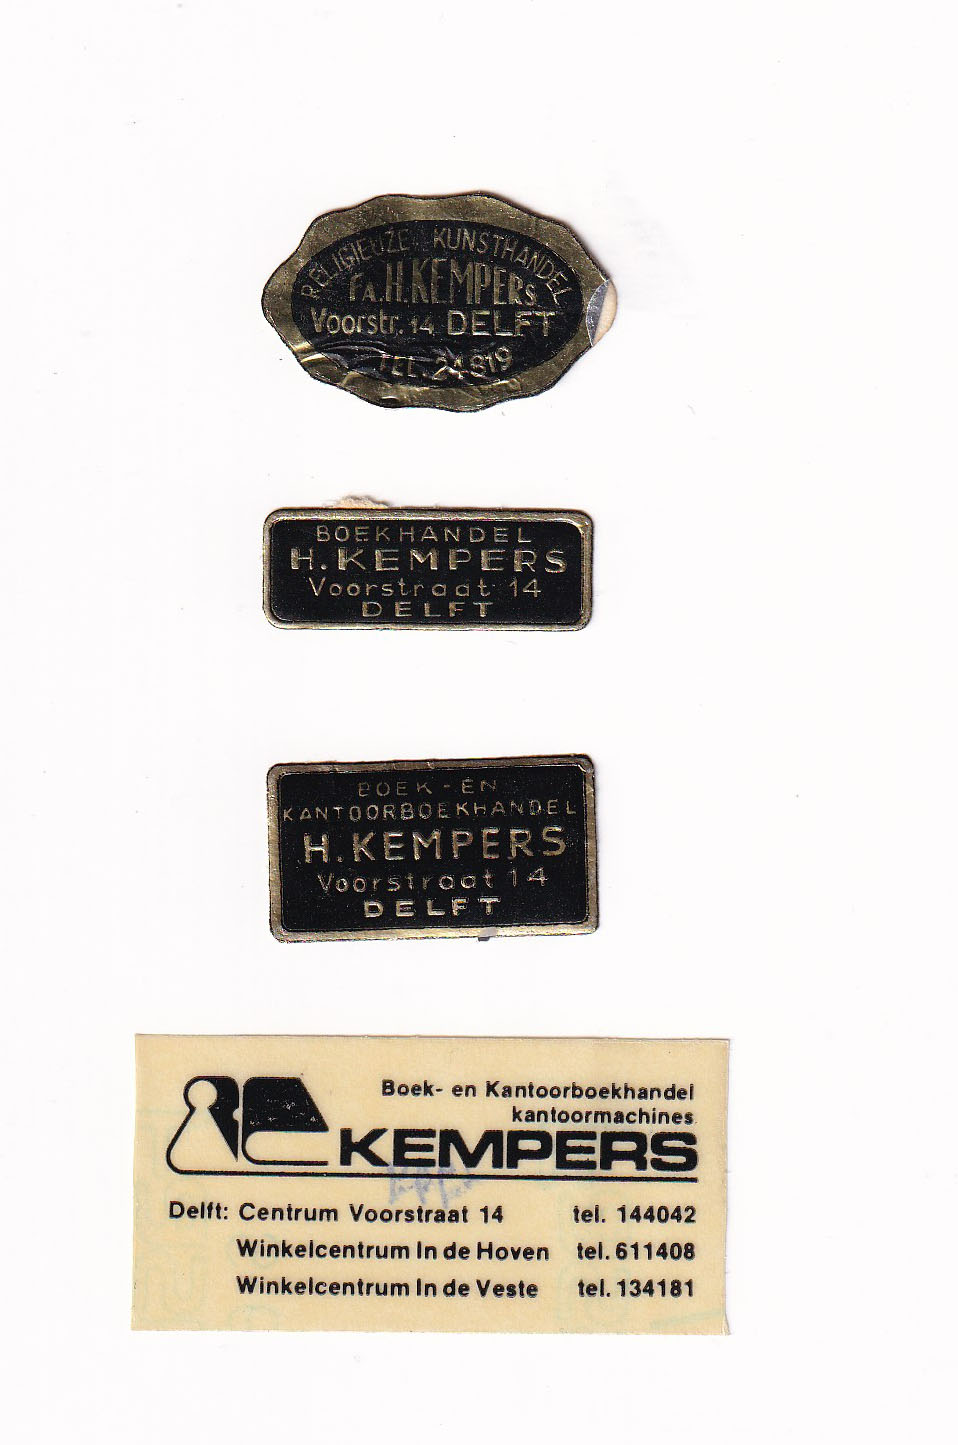 RELIGIEUZE KUNSTHANDEL
FA. H. KEMPERS
Voorstr. 14 DELFT
TEL. 24819
BOEKHANDEL
H. KEMPERS
Voorstraat 14
DELFT
BOEK - EN
KANTOORBOEKHANDEL
H. KEMPERS
Voorstraat 14
DELFT
Boek- en Kantoorboekhandel
kantoormachines
KEMPERS
Delft: Centrum Voorstraat 14 tel. 144042
Winkelcentrum In de Hoven tel. 611408
Winkelcentrum In de Veste tel. 134181